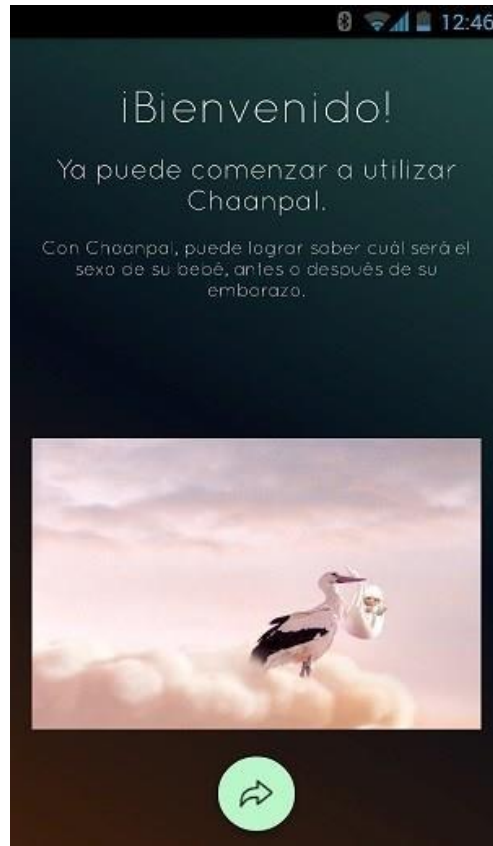 12:46
¡Bienvenido!
Ya puede comenzar a utilizar
Chaanpal.
Con Chaanpal, puede lograr saber cuál será el
sexo de su bebé, antes o después de su
embarazo.